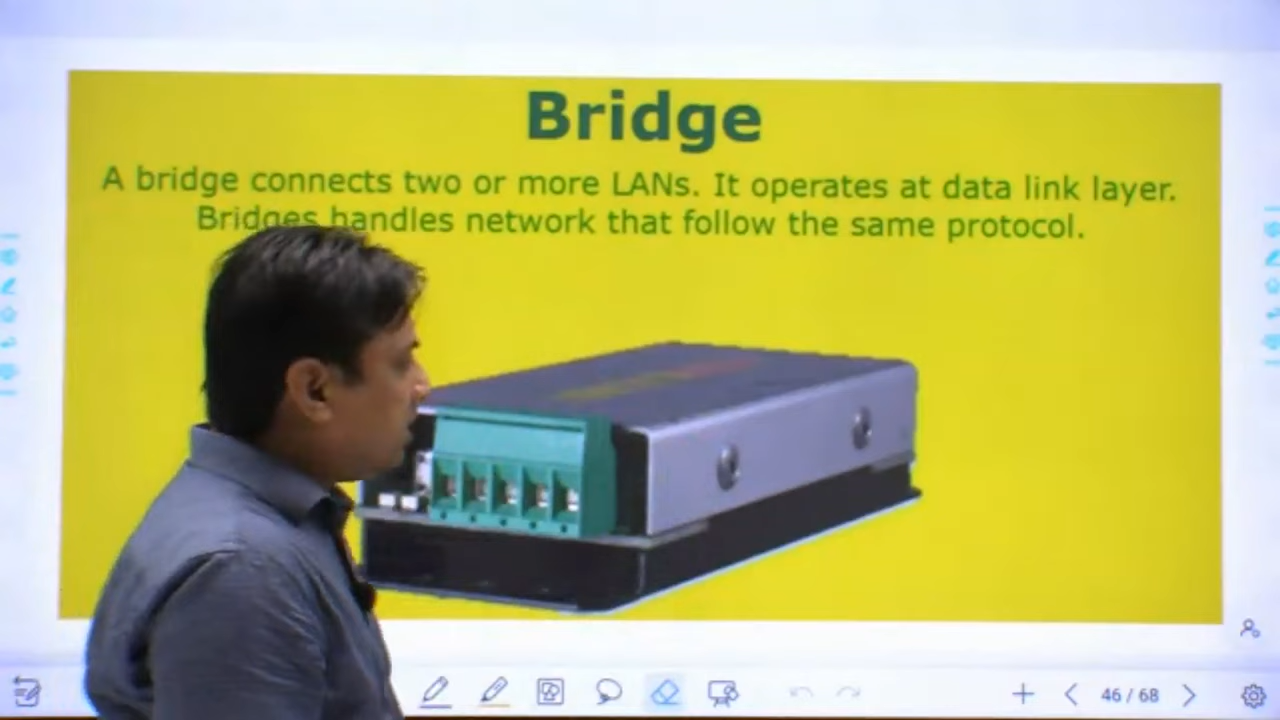 Bridge
A bridge connects two or more LANs. It operates at data link layer.
Bridges handles network that follow the same protocol.
46 / 68